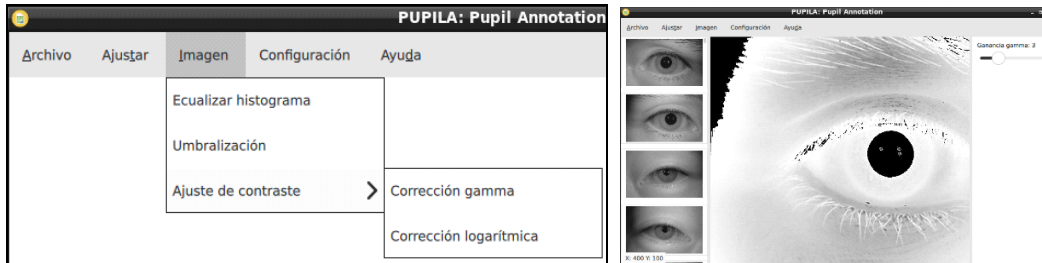 PUPILA: Pupil Annotation
Archivo Ajustar Imagen Configuración Ayuda
Ecualizar histograma
Umbralización
Ajuste de contraste
Corrección gamma
Corrección logarítmica
PUPILA: Pupil Annotation
Archivo Ajustar Imagen Configuración Ayuda
Ganancia gamma: 3
X: 400 Y: 100